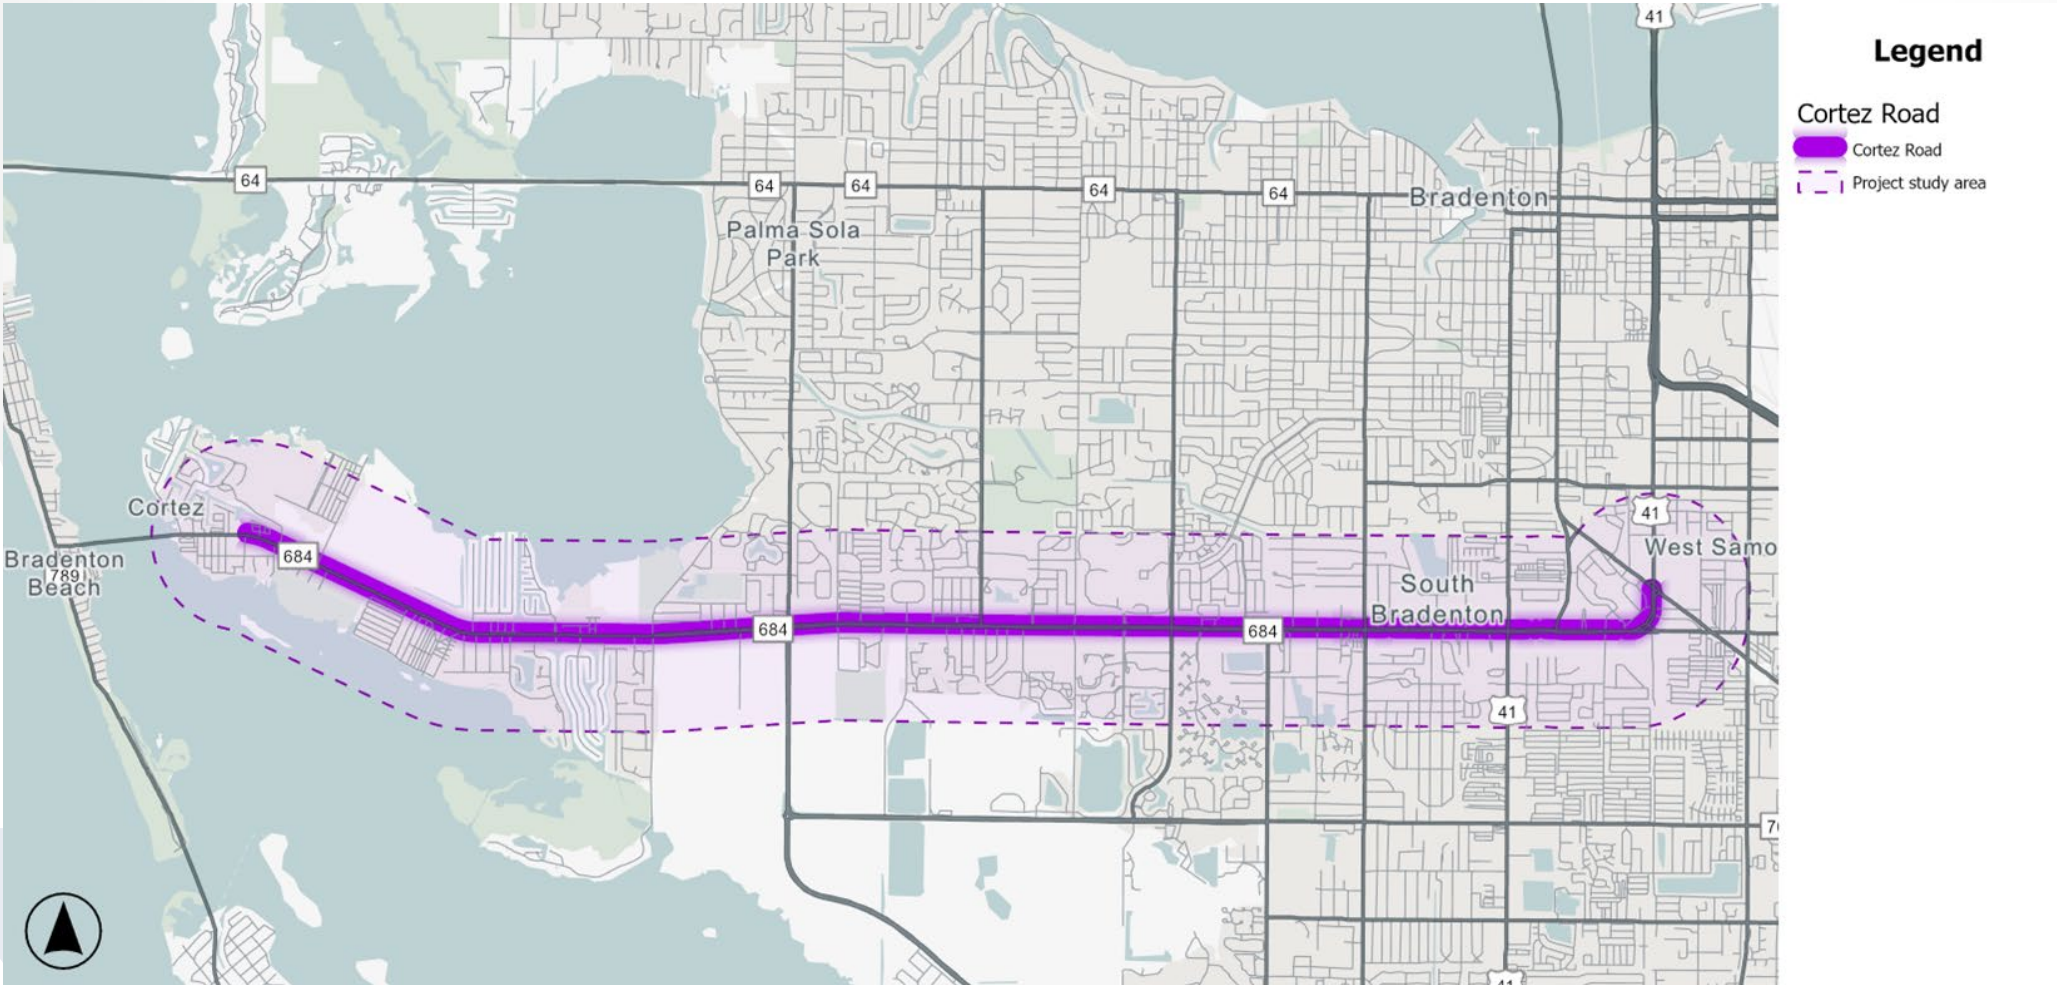 41
Legend
Cortez Road
Cortez Road
Project study area
64
64
64
64
64
Bradenton
Palma Sola
Park
Cortez
41
West Samo
684
Bradenton
Beach
789
South
Bradenton
684
684
41
41